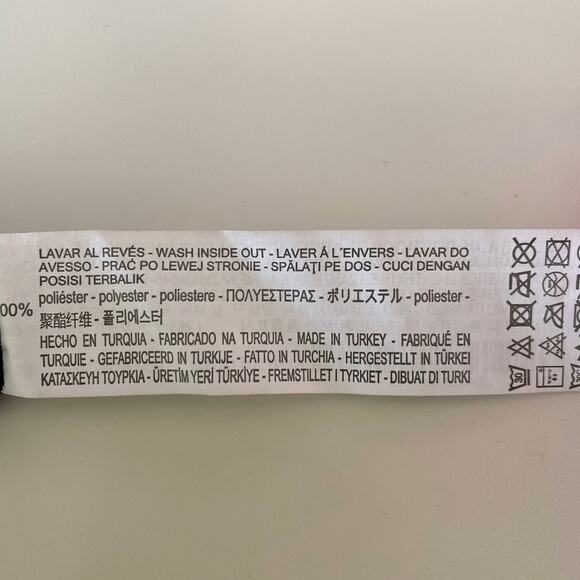 LAVAR AL REVÉS - WASH INSIDE OUT - LAVER Á L´ENVERS - LAVAR DO
AVESSO - PRAĆ PO LEWEJ STRONIE - SPĂLAŢI PE DOS - CUCI DENGAN
POSISI TERBALIK
00% poliéster - polyester - poliestere - ΠΟΛΥΕΣΤΕΡΑΣ - ポリエステル - poliester -
聚酯纤维 - 폴리에스터
HECHO EN TURQUIA - FABRICADO NA TURQUIA - MADE IN TURKEY - FABRIQUÉ EN
TURQUIE - GEFABRICEERD IN TURKIJE - FATTO IN TURCHIA - HERGESTELLT IN TÜRKEI
ΚΑΤΑΣΚΕΥΗ ΤΟΥΡΚΙΑ - ÜRETİM YERİ TÜRKİYE - FREMSTILLET I TYRKIET - DIBUAT DI TURKI
30